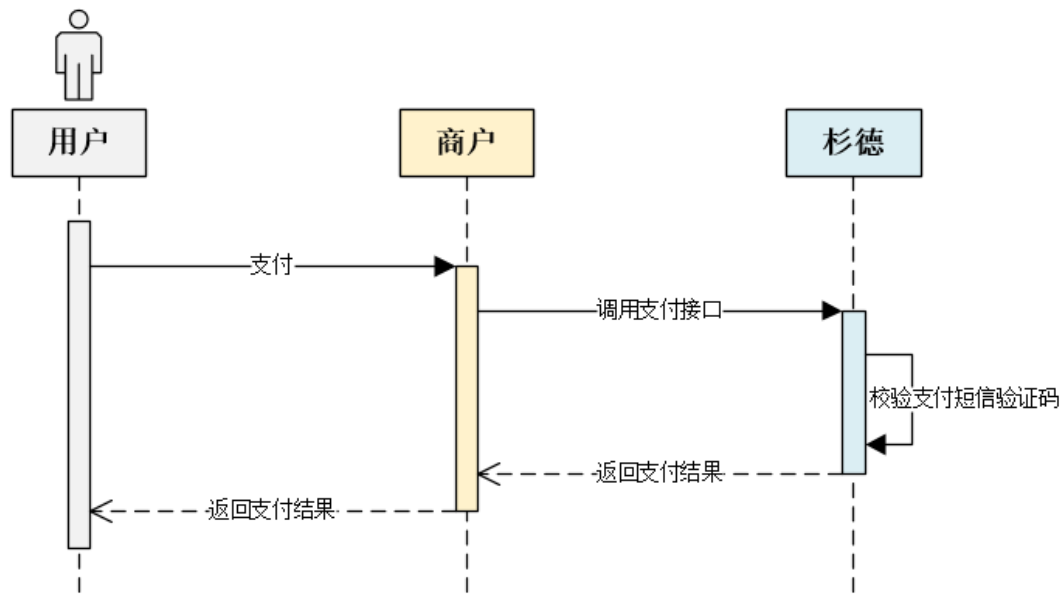 用户
商户
杉德
支付
调用支付接口
校验支付短信验证码
返回支付结果
返回支付结果